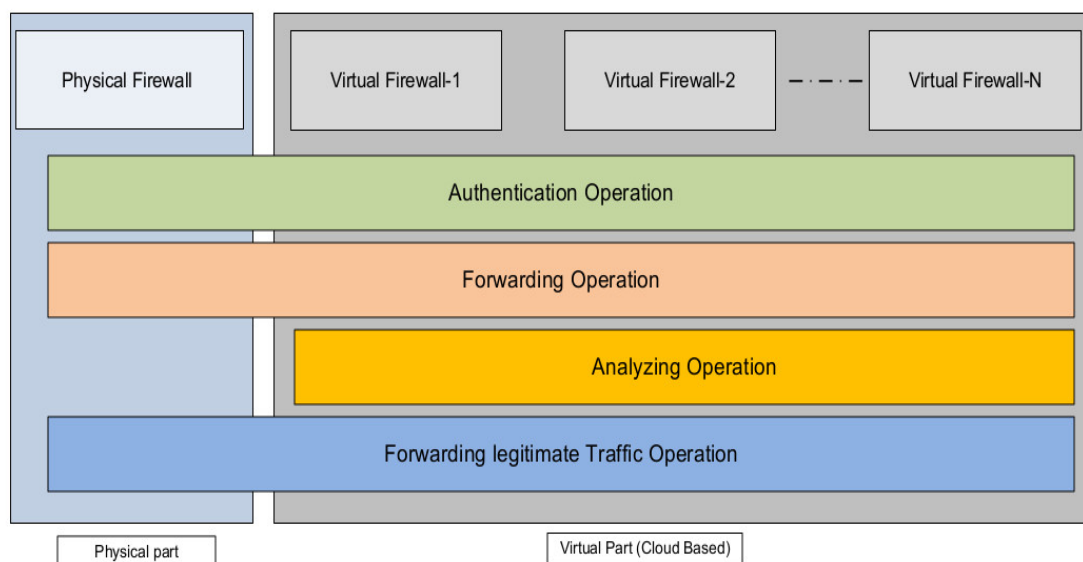 Physical Firewall
Virtual Firewall-1
Virtual Firewall-2
Virtual Firewall-N
Authentication Operation
Forwarding Operation
Analyzing Operation
Forwarding legitimate Traffic Operation
Physical part
Virtual Part (Cloud Based)